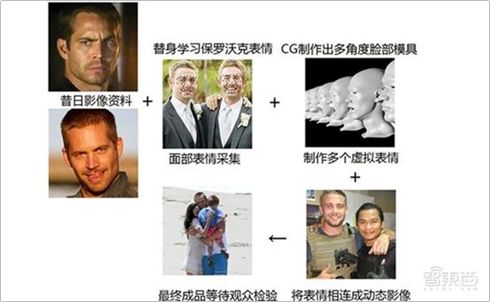 替身学习保罗沃克表情
CG制作出多角度脸部模具
昔日影像资料
+
+
面部表情采集
制作多个虚拟表情
+
←
最终成品等待观众检验
将表情相连成动态影像
智東西